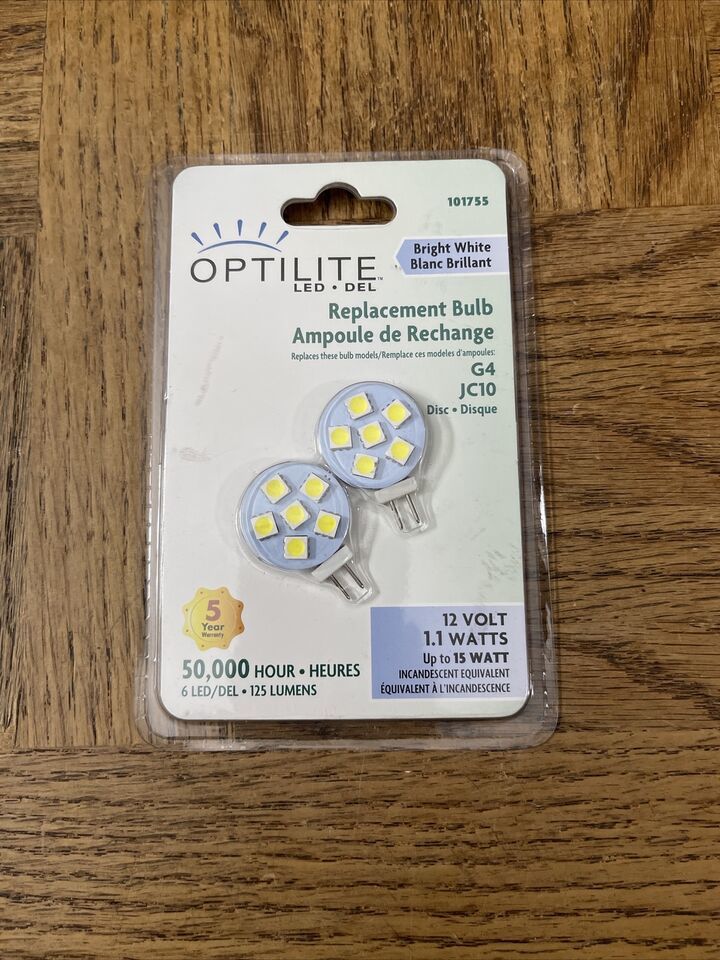 101755
OPTILITE™
LED • DEL
Bright White
Blanc Brillant
Replacement Bulb
Ampoule de Rechange
Replaces these bulb models/Remplace ces modeles d'ampoules:
G4
JC10
Disc • Disque
5
Year
Warranty
50,000 HOUR • HEURES
6 LED/DEL • 125 LUMENS
12 VOLT
1.1 WATTS
Up to 15 WATT
INCANDESCENT EQUIVALENT
ÉQUIVALENT À L'INCANDESCENCE